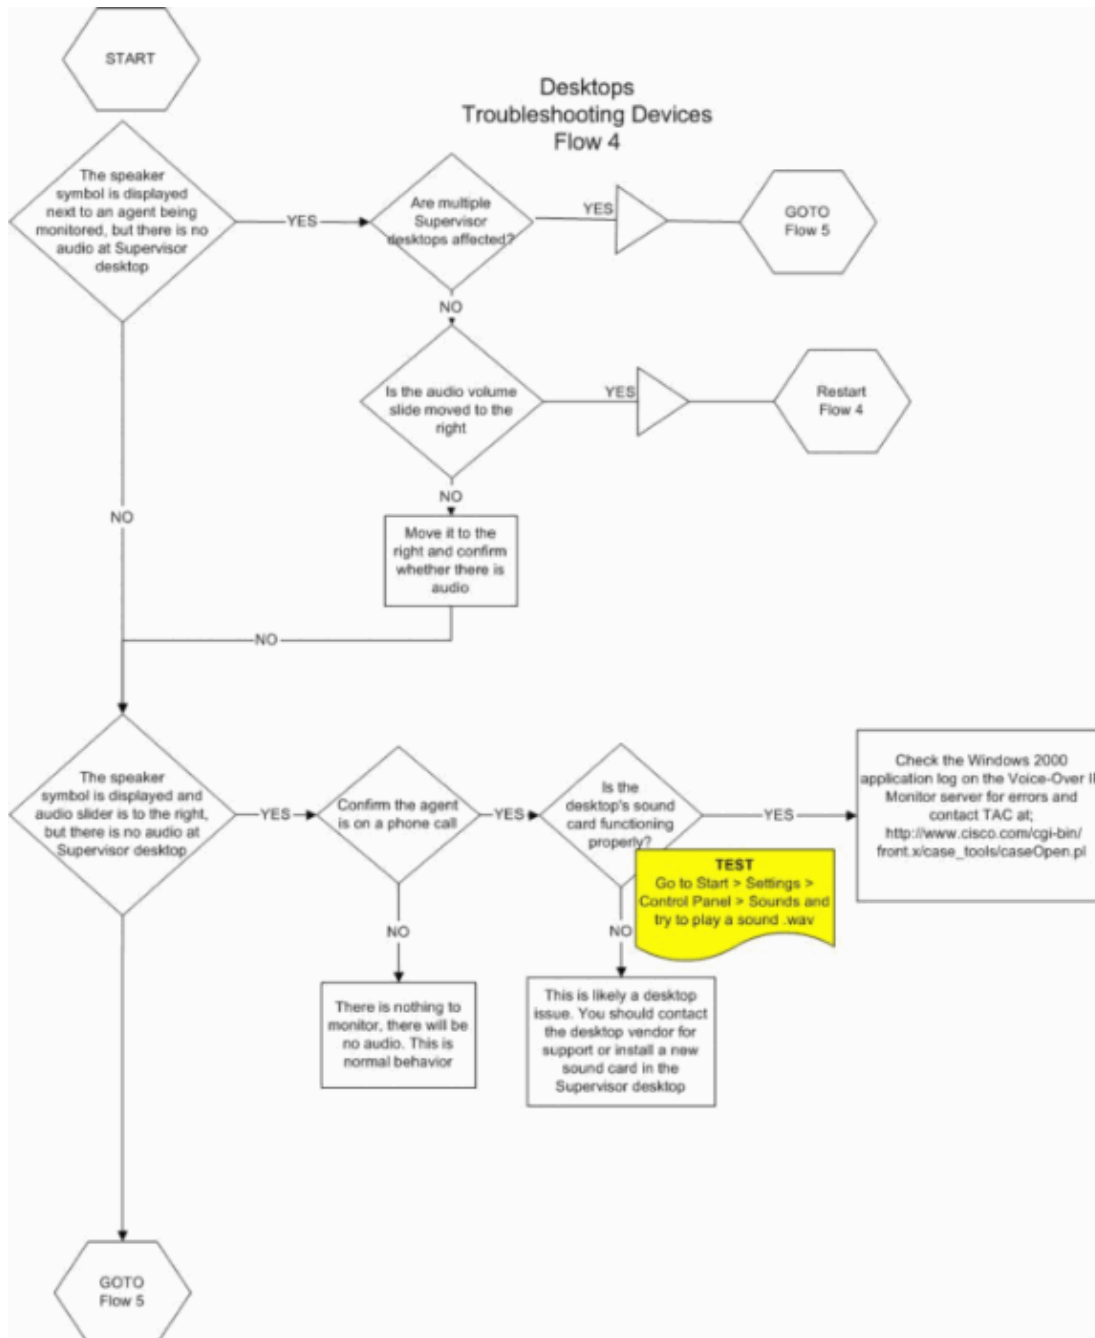 START
Desktops
Troubleshooting Devices
Flow 4
The speaker
symbol is displayed
next to an agent being
monitored, but there is no
audio at Supervisor
desktop
YES
Are multiple
Supervisor
desktops affected?
YES
GOTO
Flow 5
NO
Is the audio volume
slide moved to the
right
YES
Restart
Flow 4
NO
NO
Move it to the
right and confirm
whether there is
audio
NO
The speaker
symbol is displayed and
audio slider is to the right,
but there is no audio at
Supervisor desktop
YES
Confirm the agent
is on a phone call
YES
Is the
desktop's sound
card functioning
properly?
YES
Check the Windows 2000
application log on the Voice-Over
Monitor server for errors and
contact TAC at;
http://www.cisco.com/cgi-bin/
front.x/case_tools/caseOpen.pl
TEST
Go to Start > Settings >
Control Panel > Sounds and
try to play a sound .wav
NO
NO
There is nothing to
monitor, there will be
no audio. This is
normal behavior
This is likely a desktop
issue. You should contact
the desktop vendor for
support or install a new
sound card in the
Supervisor desktop
GOTO
Flow 5